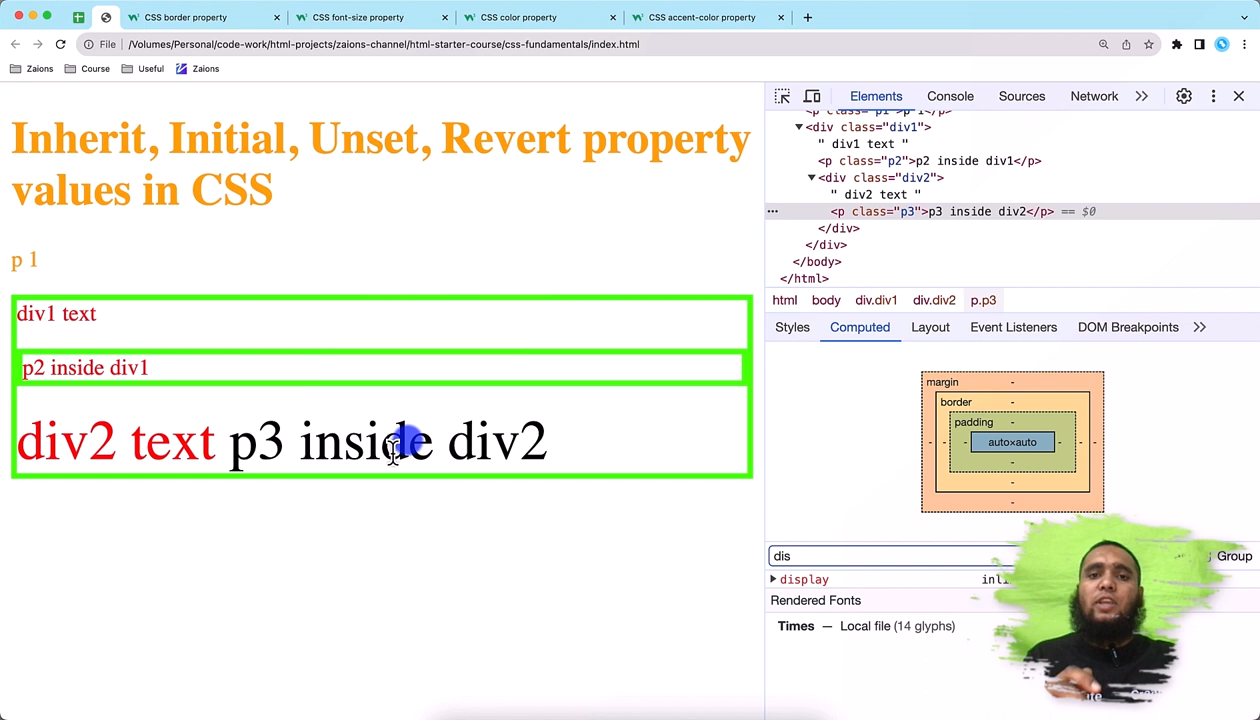 CSS border property
CSS font-size property
CSS color property
CSS accent-color property
File
/Volumes/Personal/code-work/html-projects/zaions-channel/html-starter-course/css-fundamentals/index.html
Zaions
Course
Useful
Zaions
Inherit, Initial, Unset, Revert property
values in CSS
p 1
div1 text
p2 inside div1
div2 text p3 inside div2
Elements
Console
Sources
Network
<p class="p1">p 1</p>
<div class="div1">
" div1 text "
<p class="p2">p2 inside div1</p>
<div class="div2">
" div2 text "
<p class="p3">p3 inside div2</p> == $0
</div>
</div>
</body>
</html>
html
body
div.div1
div.div2
p.p3
Styles
Computed
Layout
Event Listeners
DOM Breakpoints
margin
-
border
-
padding
-
- - - auto×auto - - -
-
-
-
dis
Group
display
Rendered Fonts
Times — Local file (14 glyphs)